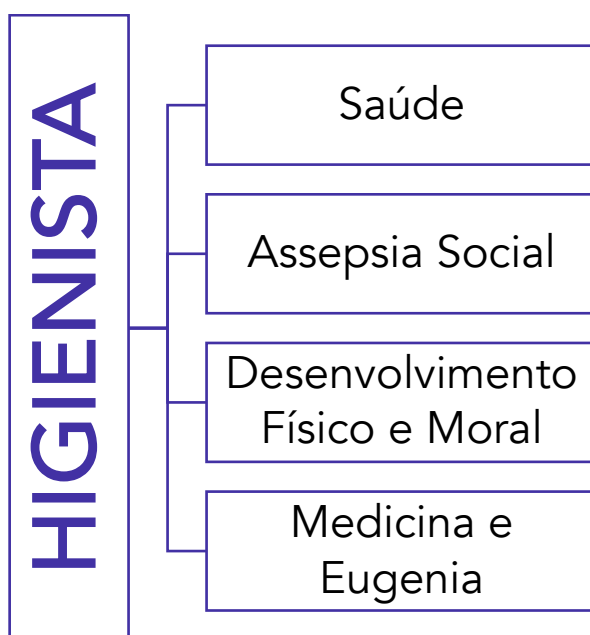 HIGIENISTA
Saúde
Assepsia Social
Desenvolvimento
Físico e Moral
Medicina e
Eugenia